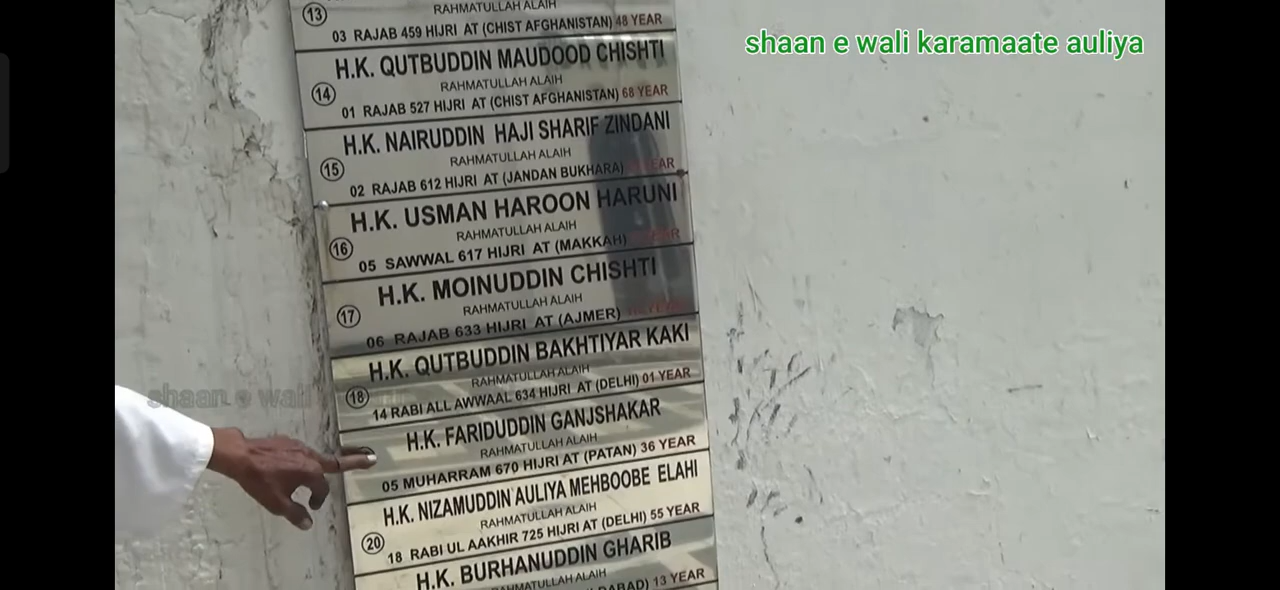 shaan e wali karamaate auliya
RAHMATULLAH ALAIH
13
03 RAJAB 459 HIJRI AT (CHIST AFGHANISTAN) 48 YEAR
H.K. QUTBUDDIN MAUDOOD CHISHTI
RAHMATULLAH ALAIH
14
01 RAJAB 527 HIJRI AT (CHIST AFGHANISTAN) 68 YEAR
H.K. NAIRUDDIN HAJI SHARIF ZINDANI
RAHMATULLAH ALAIH
15
02 RAJAB 612 HIJRI AT (JANDAN BUKHARA) YEAR
H.K. USMAN HAROON HARUNI
RAHMATULLAH ALAIH
16
05 SAWWAL 617 HIJRI AT (MAKKAH)
H.K. MOINUDDIN CHISHTI
RAHMATULLAH ALAIH
17
06 RAJAB 633 HIJRI AT (AJMER)
H.K. QUTBUDDIN BAKHTIYAR KAKI
RAHMATULLAH ALAIH
18
14 RABI ALL AWWAAL 634 HIJRI AT (DELHI) 01 YEAR
shaan e wali
H.K. FARIDUDDIN GANJSHAKAR
RAHMATULLAH ALAIH
05 MUHARRAM 670 HIJRI AT (PATAN) 36 YEAR
H.K. NIZAMUDDIN AULIYA MEHBOOBE ELAHI
RAHMATULLAH ALAIH
20
18 RABI UL AAKHIR 725 HIJRI AT (DELHI) 55 YEAR
H.K. BURHANUDDIN GHARIB
RAHMATULLAH ALAIH
13 YEAR